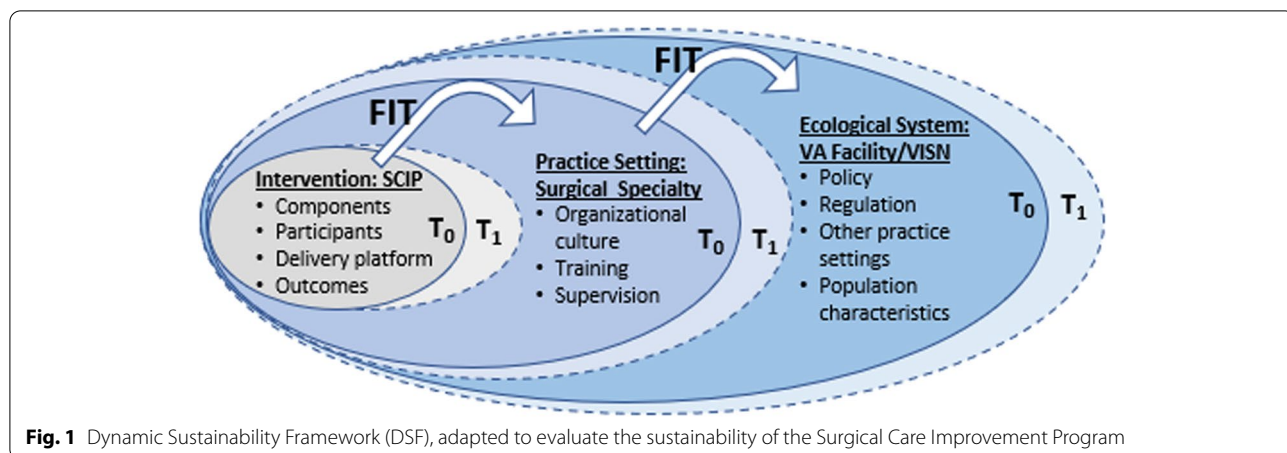 FIT
FIT
Intervention: SCIP
• Components
• Participants
• Delivery platform
• Outcomes
T₀
T₁
Practice Setting:
Surgical Specialty
• Organizational
culture
• Training
• Supervision
T₀
T₁
Ecological System:
VA Facility/VISN
• Policy
• Regulation
• Other practice
settings
• Population
characteristics
T₀
T₁
Fig. 1 Dynamic Sustainability Framework (DSF), adapted to evaluate the sustainability of the Surgical Care Improvement Program